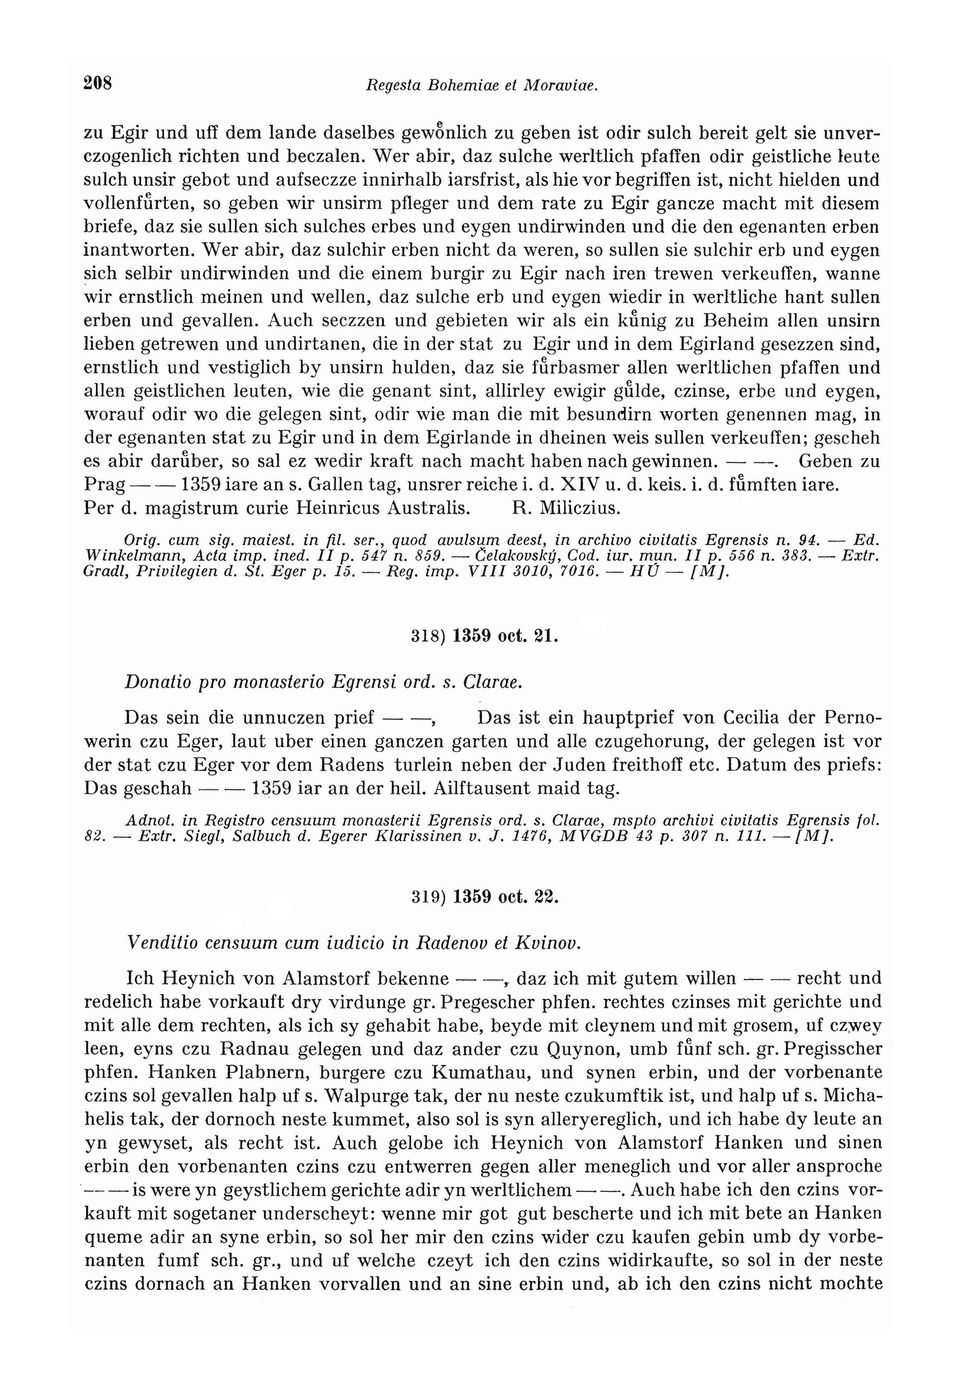 208
Regesta Bohemiae et Moraviae.
zu Egir und uff dem lande daselbes gewoͤnlich zu geben ist odir sulch bereit gelt sie unver-
czogenlich richten und beczalen. Wer abir, daz sulche werltlich pfaffen odir geistliche leute
sulch unsir gebot und aufseczze innirhalb iarsfrist, als hie vor begriffen ist, nicht hielden und
vollenfuͤrten, so geben wir unsirm pfleger und dem rate zu Egir gancze macht mit diesem
briefe, daz sie sullen sich sulches erbes und eygen undirwinden und die den egenanten erben
inantworten. Wer abir, daz sulchir erben nicht da weren, so sullen sie sulchir erb und eygen
sich selbir undirwinden und die einem burgir zu Egir nach iren trewen verkeuffen, wanne
wir ernstlich meinen und wellen, daz sulche erb und eygen wiedir in werltliche hant sullen
erben und gevallen. Auch seczzen und gebieten wir als ein kuͤnig zu Beheim allen unsirn
lieben getrewen und undirtanen, die in der stat zu Egir und in dem Egirland gesezzen sind,
ernstlich und vestiglich by unsirn hulden, daz sie fuͤrbasmer allen werltlichen pfaffen und
allen geistlichen leuten, wie die genant sint, allirley ewigir guͤlde, czinse, erbe und eygen,
worauf odir wo die gelegen sint, odir wie man die mit besundirn worten genennen mag, in
der egenanten stat zu Egir und in dem Egirlande in dheinen weis sullen verkeuffen; gescheh
es abir daruͤber, so sal ez wedir kraft nach macht haben nach gewinnen. — —. Geben zu
Prag — — 1359 iare an s. Gallen tag, unsrer reiche i. d. XIV u. d. keis. i. d. fuͤmften iare.
Per d. magistrum curie Heinricus Australis. R. Miliczius.
Orig. cum sig. maiest. in fil. ser., quod avulsum deest, in archivo civitatis Egrensis n. 94. — Ed.
Winkelmann, Acta imp. ined. II p. 547 n. 859. — Čelakovský, Cod. iur. mun. II p. 556 n. 383. — Extr.
Gradl, Privilegien d. St. Eger p. 15. — Reg. imp. VIII 3010, 7016. — HÚ — [M].
318) 1359 oct. 21.
Donatio pro monasterio Egrensi ord. s. Clarae.
Das sein die unnuczen prief — —, Das ist ein hauptprief von Cecilia der Perno-
werin czu Eger, laut uber einen ganczen garten und alle czugehorung, der gelegen ist vor
der stat czu Eger vor dem Radens turlein neben der Juden freithoff etc. Datum des priefs:
Das geschah — — 1359 iar an der heil. Ailftausent maid tag.
Adnot. in Registro censuum monasterii Egrensis ord. s. Clarae, mspto archivi civitatis Egrensis fol.
82. — Extr. Siegl, Salbuch d. Egerer Klarissinen v. J. 1476, MVGDB 43 p. 307 n. 111. — [M].
319) 1359 oct. 22.
Venditio censuum cum iudicio in Radenov et Kvinov.
Ich Heynich von Alamstorf bekenne — —, daz ich mit gutem willen — — recht und
redelich habe vorkauft dry virdunge gr. Pregescher phfen. rechtes czinses mit gerichte und
mit alle dem rechten, als ich sy gehabit habe, beyde mit cleynem und mit grosem, uf czwey
leen, eyns czu Radnau gelegen und daz ander czu Quynon, umb fuͤnf sch. gr. Pregisscher
phfen. Hanken Plabnern, burgere czu Kumathau, und synen erbin, und der vorbenante
czins sol gevallen halp uf s. Walpurge tak, der nu neste czukumftik ist, und halp uf s. Micha-
helis tak, der dornoch neste kummet, also sol is syn alleryereglich, und ich habe dy leute an
yn gewyset, als recht ist. Auch gelobe ich Heynich von Alamstorf Hanken und sinen
erbin den vorbenanten czins czu entwerren gegen aller meneglich und vor aller ansproche
— — is were yn geystlichem gerichte adir yn werltlichem — —. Auch habe ich den czins vor-
kauft mit sogetaner underscheyt: wenne mir got gut bescherte und ich mit bete an Hanken
queme adir an syne erbin, so sol her mir den czins wider czu kaufen gebin umb dy vorbe-
nanten fumf sch. gr., und uf welche czeyt ich den czins widirkaufte, so sol in der neste
czins dornach an Hanken vorvallen und an sine erbin und, ab ich den czins nicht mochte